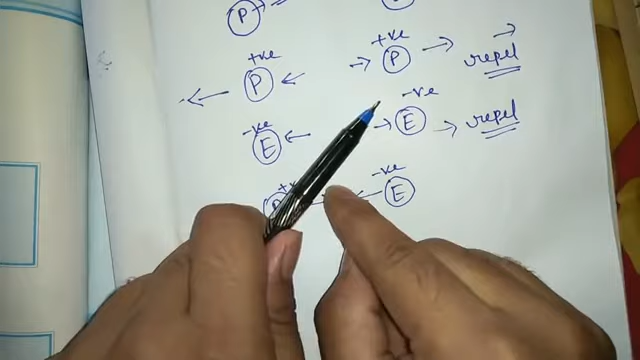 P
+ve +ve
P P repel
-ve -ve
E E repel
+v -ve
E